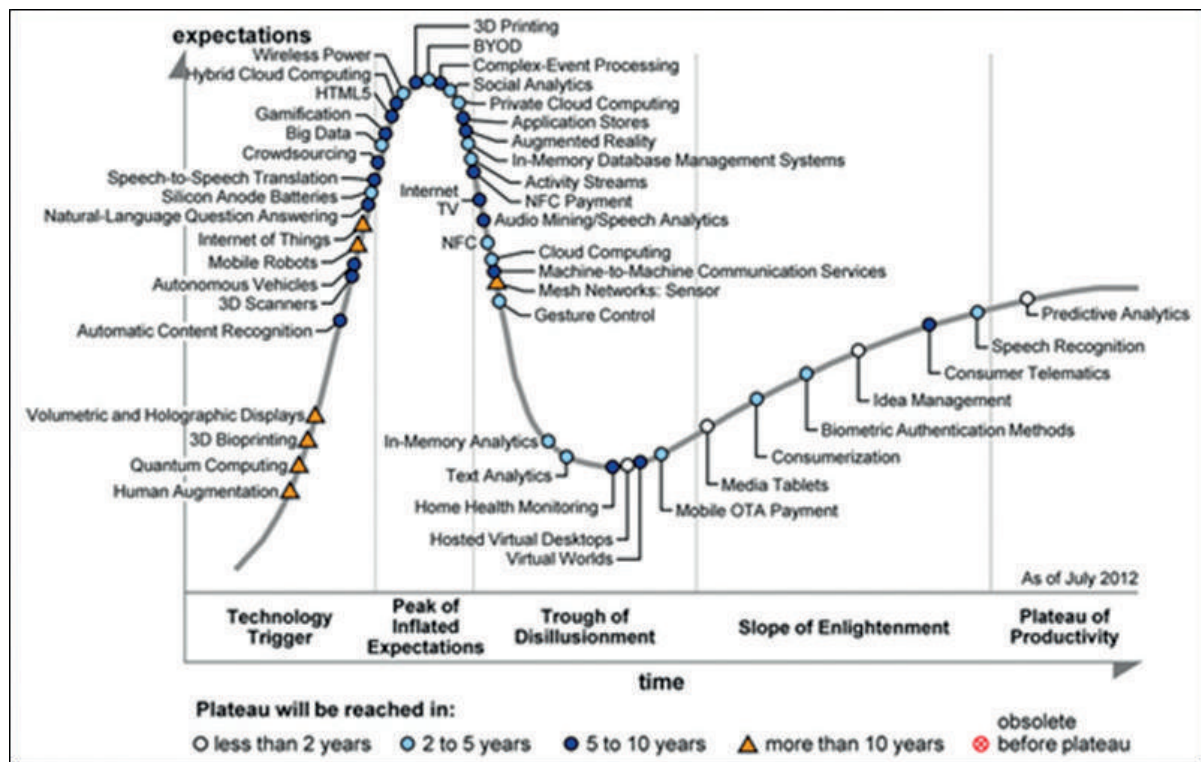 expectations
3D Printing
BYOD
Wireless Power
Complex-Event Processing
Hybrid Cloud Computing
Social Analytics
HTML5
Private Cloud Computing
Gamification
Application Stores
Big Data
Augmented Reality
Crowdsourcing
In-Memory Database Management Systems
Speech-to-Speech Translation
Activity Streams
Silicon Anode Batteries
Internet
TV
NFC Payment
Natural-Language Question Answering
Audio Mining/Speech Analytics
Internet of Things
NFC
Cloud Computing
Mobile Robots
Machine-to-Machine Communication Services
Autonomous Vehicles
Mesh Networks: Sensor
3D Scanners
Gesture Control
Automatic Content Recognition
Predictive Analytics
Speech Recognition
Consumer Telematics
Idea Management
Volumetric and Holographic Displays
Biometric Authentication Methods
3D Bioprinting
In-Memory Analytics
Consumerization
Quantum Computing
Text Analytics
Media Tablets
Human Augmentation
Home Health Monitoring
Mobile OTA Payment
Hosted Virtual Desktops
Virtual Worlds
As of July 2012
Technology
Trigger
Peak of
Inflated
Expectations
Trough of
Disillusionment
Slope of Enlightenment
Plateau of
Productivity
time
Plateau will be reached in:
less than 2 years
2 to 5 years
5 to 10 years
more than 10 years
obsolete
before plateau